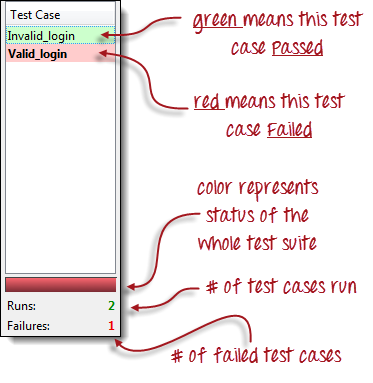 Test Case
Invalid_login
Valid_login
Runs: 2
Failures: 1
green means this test
case Passed
red means this test
case Failed
color represents
status of the
whole test suite
# of test cases run
# of failed test cases